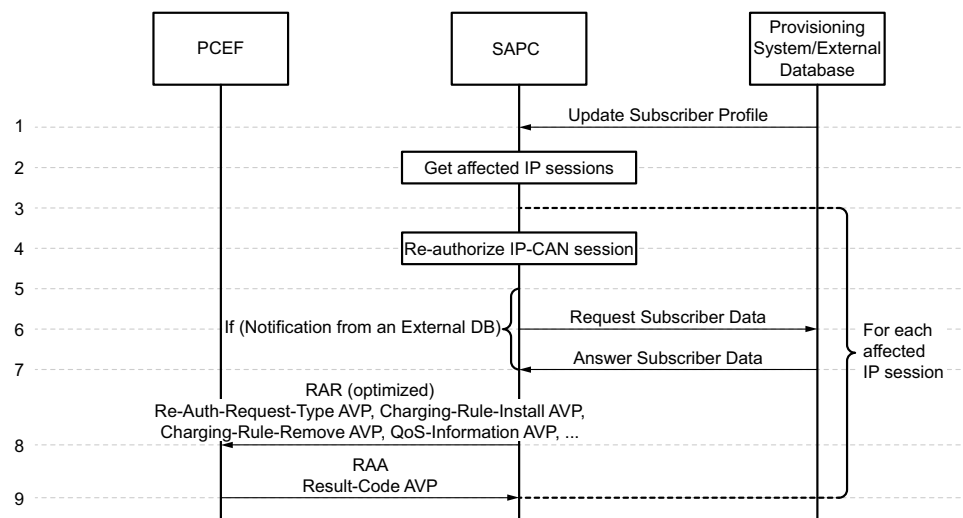 PCEF
SAPC
Provisioning
System/External
Database
1
Update Subscriber Profile
2
Get affected IP sessions
3
4
Re-authorize IP-CAN session
5
If (Notification from an External DB)
6
Request Subscriber Data
For each
affected
IP session
7
Answer Subscriber Data
RAR (optimized)
Re-Auth-Request-Type AVP, Charging-Rule-Install AVP,
Charging-Rule-Remove AVP, QoS-Information AVP, ...
8
RAA
Result-Code AVP
9